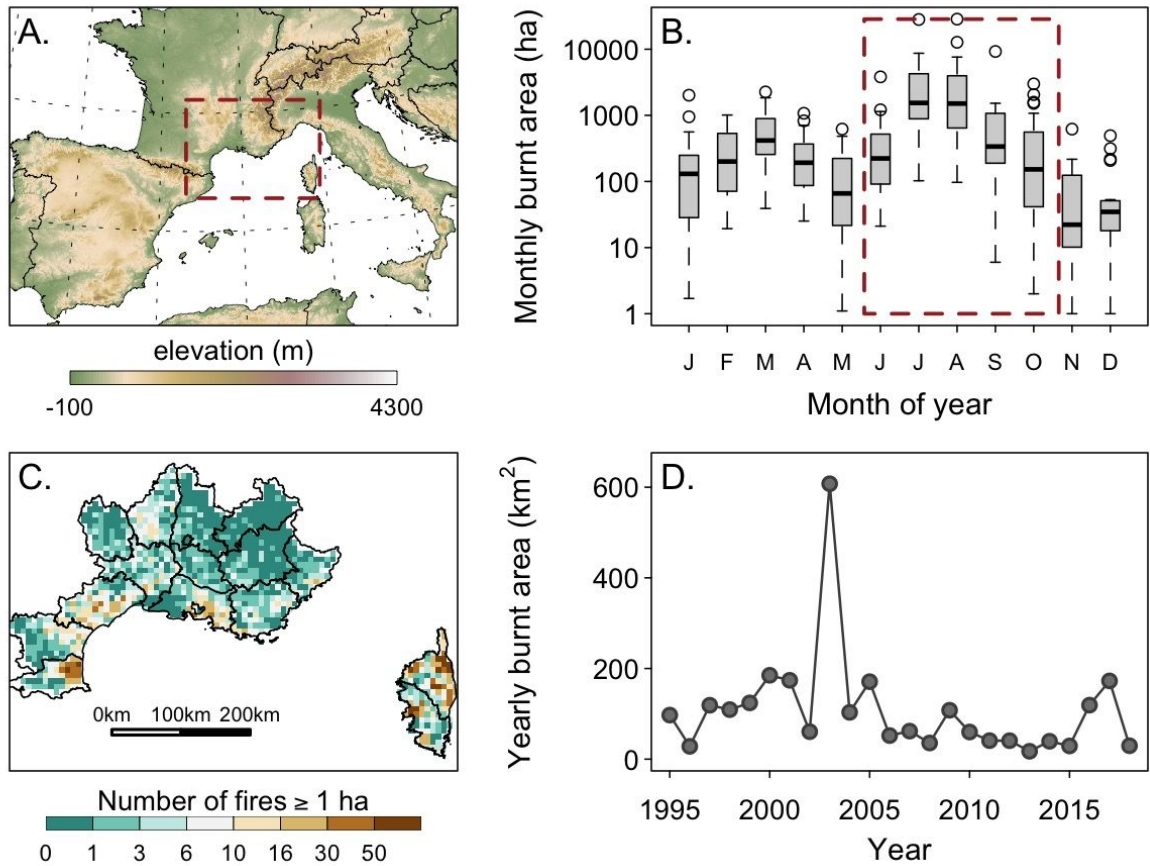 A.
elevation (m)
-100 4300
B.
Monthly burnt area (ha)
10000
1000
100
10
1
J F M A M J J A S O N D
Month of year
C.
0km 100km 200km
Number of fires ≥ 1 ha
0 1 3 6 10 16 30 50
D.
Yearly burnt area (km²)
600
400
200
0
1995 2000 2005 2010 2015
Year